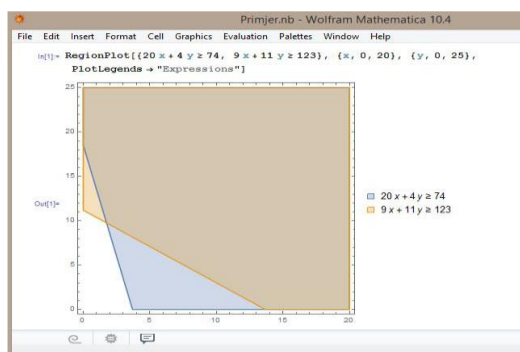 Primjer.nb - Wolfram Mathematica 10.4
File Edit Insert Format Cell Graphics Evaluation Palettes Window Help
In[1]:= RegionPlot[{20 x + 4 y ≥ 74, 9 x + 11 y ≥ 123}, {x, 0, 20}, {y, 0, 25},
PlotLegends → "Expressions"]
25
20
15
Out[1]=
10
5
0
0 5 10 15 20
20 x + 4 y ≥ 74
9 x + 11 y ≥ 123